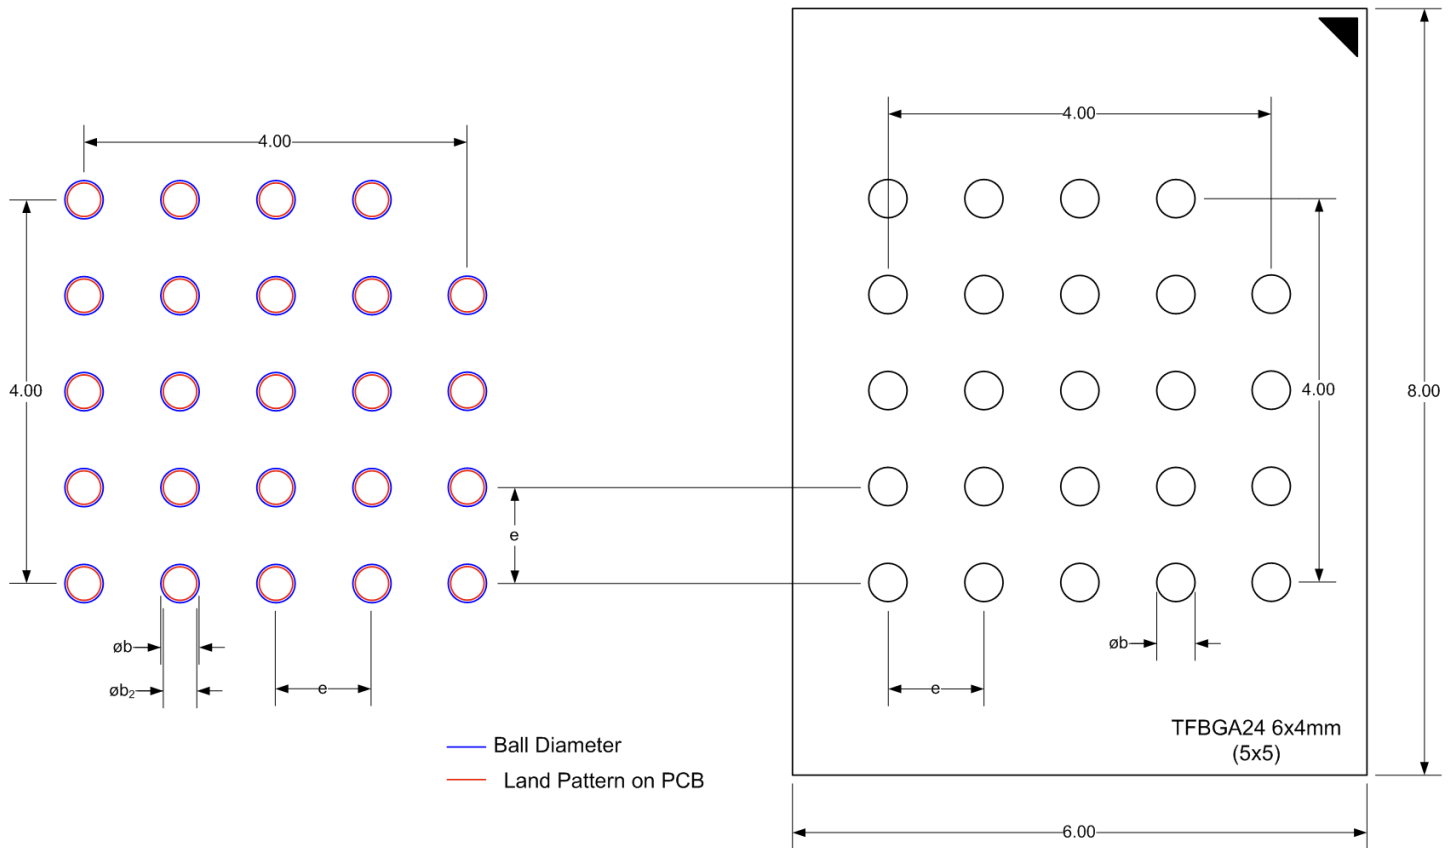 4.00
4.00
4.00
4.00
8.00
e
øb
øb
øb₂
e
e
TFBGA24 6x4mm
(5x5)
Ball Diameter
Land Pattern on PCB
6.00